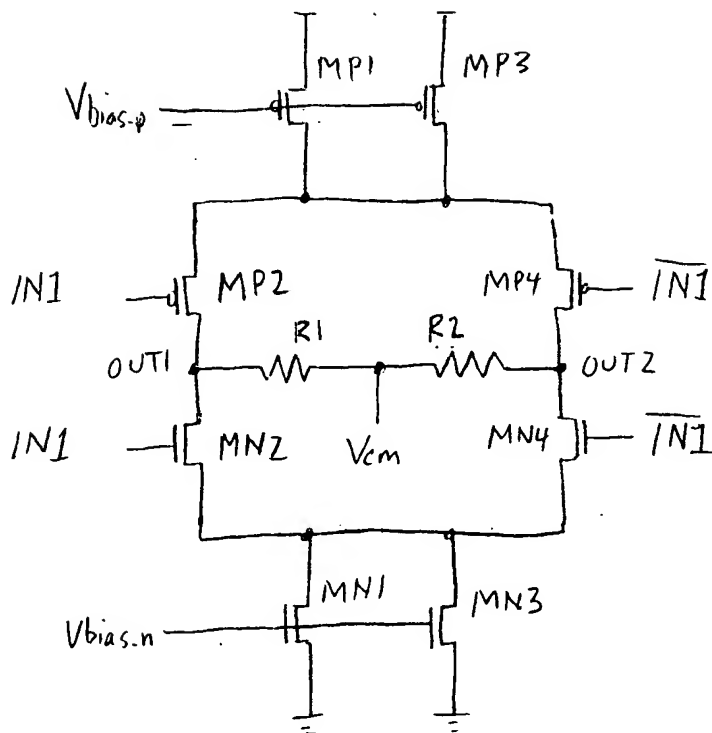 MP1
MP3
Vbias-p
IN1
MP2
MP4
IN1
R1
R2
OUT1
OUT2
IN1
MN2
Vcm
MN4
IN1
MN1
MN3
Vbias-n